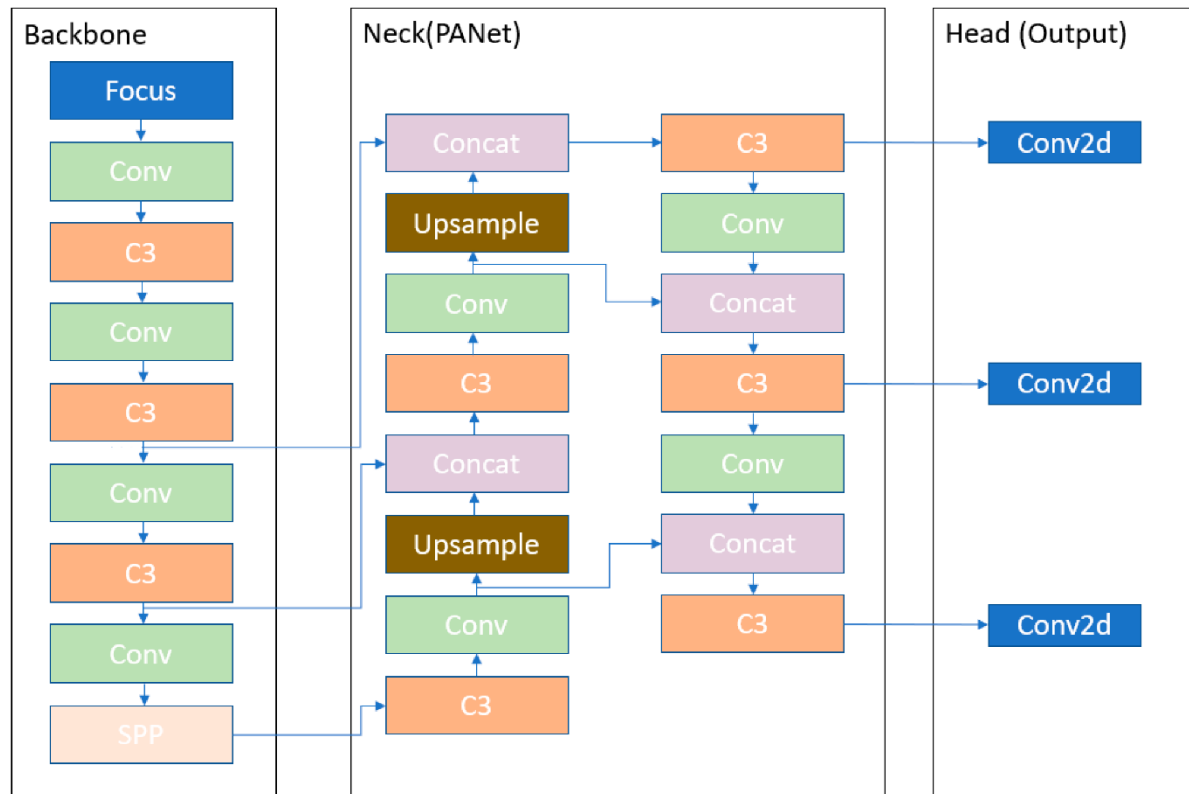 Backbone
Focus
Conv
C3
Conv
C3
Conv
C3
Conv
SPP
Neck(PANet)
Concat
Upsample
Conv
C3
Concat
Upsample
Conv
C3
C3
Conv
Concat
C3
Conv
Concat
C3
Head (Output)
Conv2d
Conv2d
Conv2d